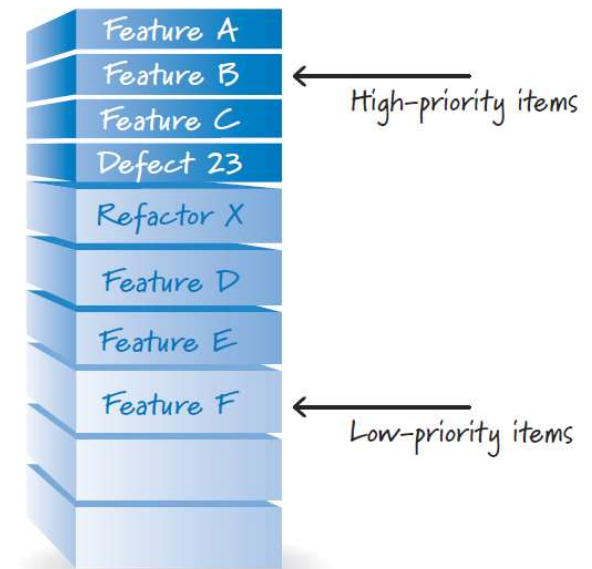 Feature A
Feature B
High-priority items
Feature C
Defect 23
Refactor X
Feature D
Feature E
Feature F
Low-priority items